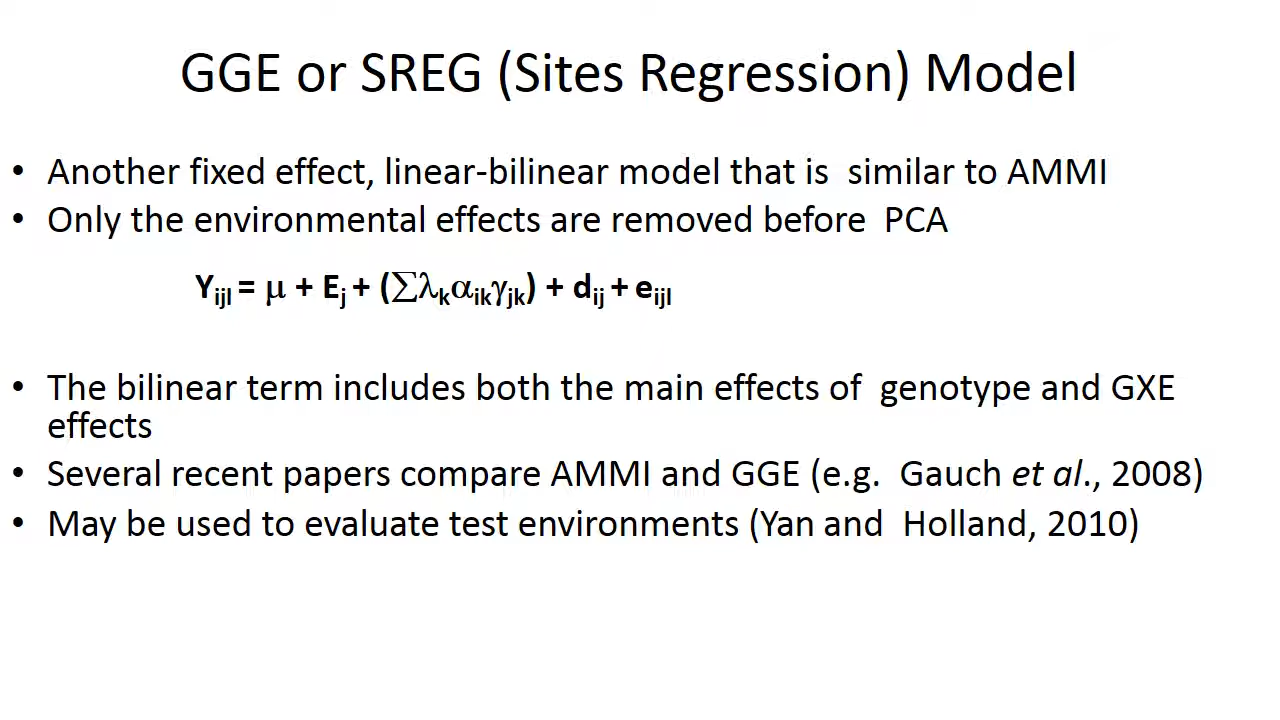 GGE or SREG (Sites Regression) Model
• Another fixed effect, linear-bilinear model that is similar to AMMI
• Only the environmental effects are removed before PCA
Yijl = μ + Ej + (∑λkαikγjk) + dij + eijl
• The bilinear term includes both the main effects of genotype and GXE
effects
• Several recent papers compare AMMI and GGE (e.g. Gauch et al., 2008)
• May be used to evaluate test environments (Yan and Holland, 2010)